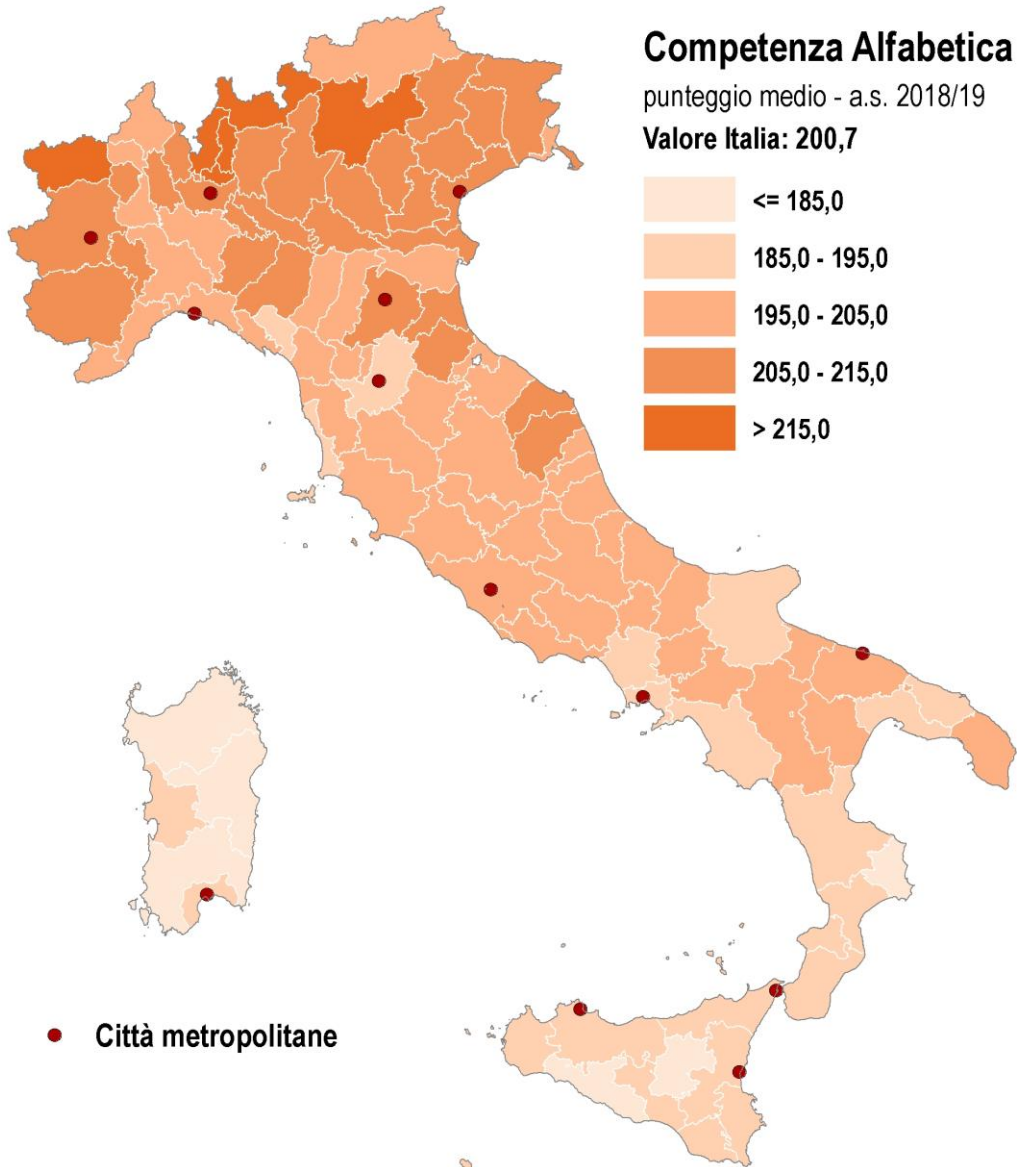 Competenza Alfabetica
punteggio medio - a.s. 2018/19
Valore Italia: 200,7
<= 185,0
185,0 - 195,0
195,0 - 205,0
205,0 - 215,0
> 215,0
Città metropolitane